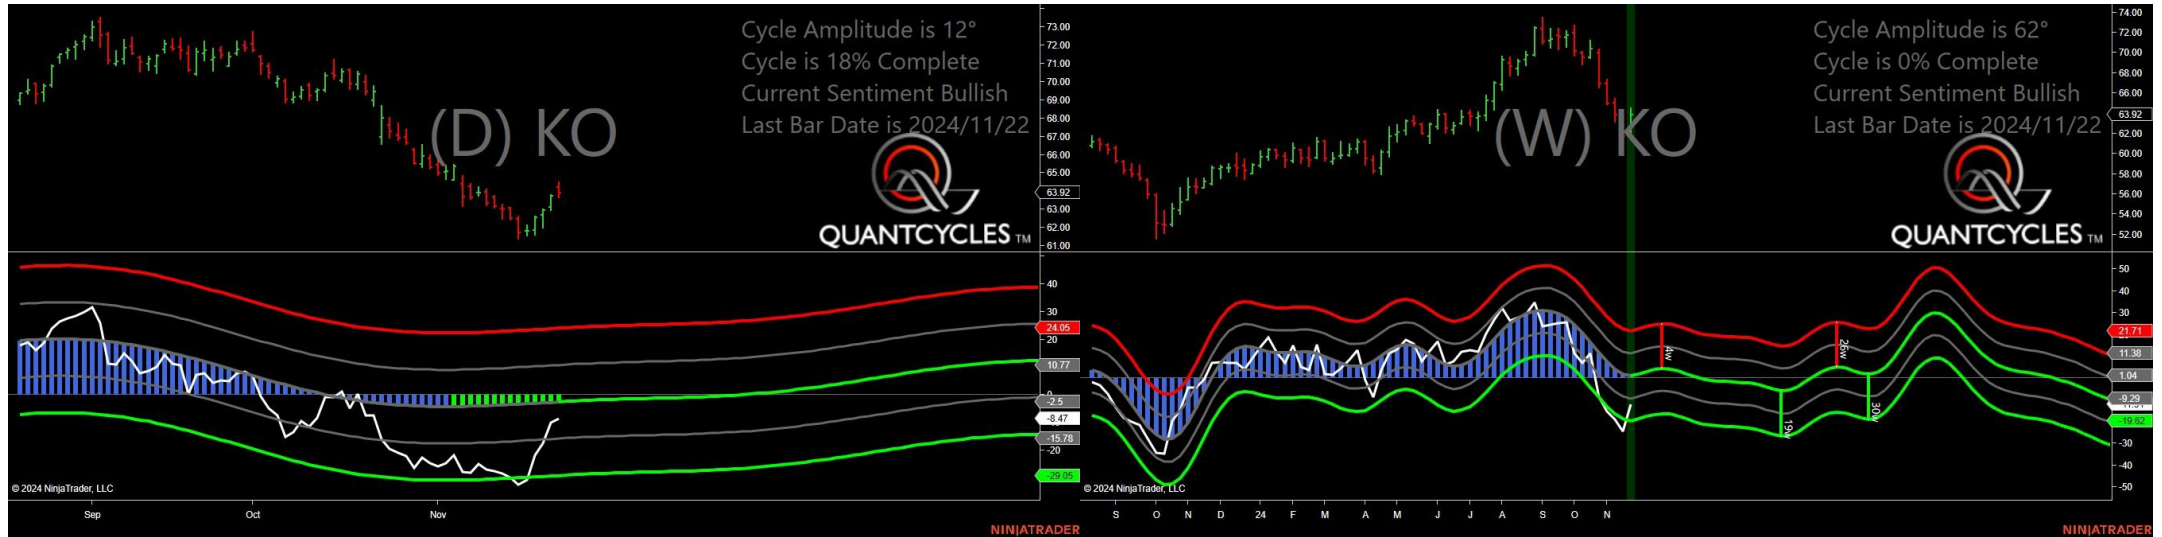 Cycle Amplitude is 12°
Cycle is 18% Complete
Current Sentiment Bullish
Last Bar Date is 2024/11/22
(D) KO
QUANTCYCLES TM
73.00
72.00
71.00
70.00
69.00
68.00
67.00
66.00
65.00
63.92
63.00
62.00
61.00
40
30
24.05
20
10.77
-2.5
-8.47
-15.78
-20
-29.05
© 2024 NinjaTrader, LLC
Sep Oct Nov
NINJATRADER
Cycle Amplitude is 62°
Cycle is 0% Complete
Current Sentiment Bullish
Last Bar Date is 2024/11/22
(W) KO
QUANTCYCLES TM
74.00
72.00
70.00
68.00
66.00
63.92
62.00
60.00
58.00
56.00
54.00
52.00
50
40
30
21.71
11.38
1.04
-9.29
-19.62
-30
-40
-50
4w
19w
26w
30w
© 2024 NinjaTrader, LLC
S O N D 24 F M A M J J A S O N
NINJATRADER